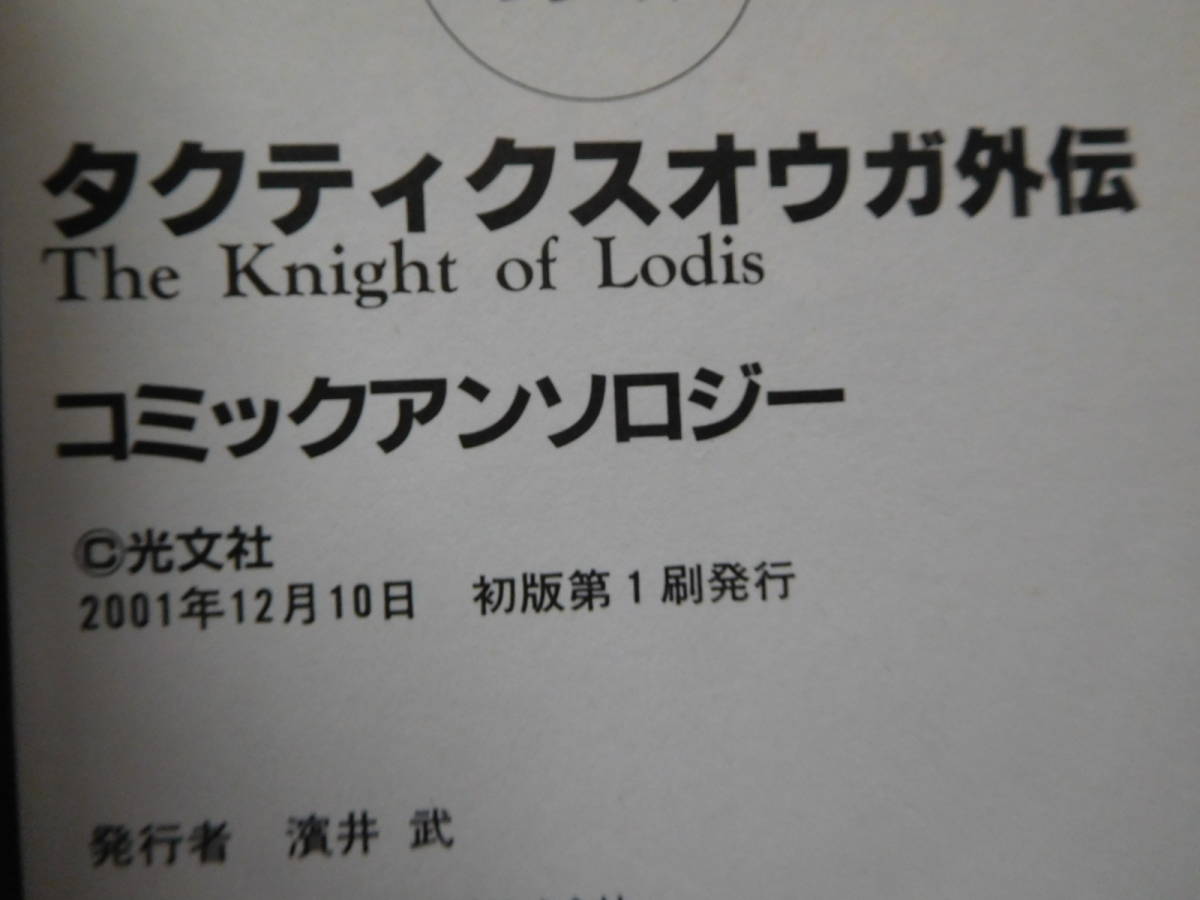 タクティクスオウガ外伝
The Knight of Lodis
コミックアンソロジー
©光文社
2001年12月10日 初版第1刷発行
発行者 濱井 武